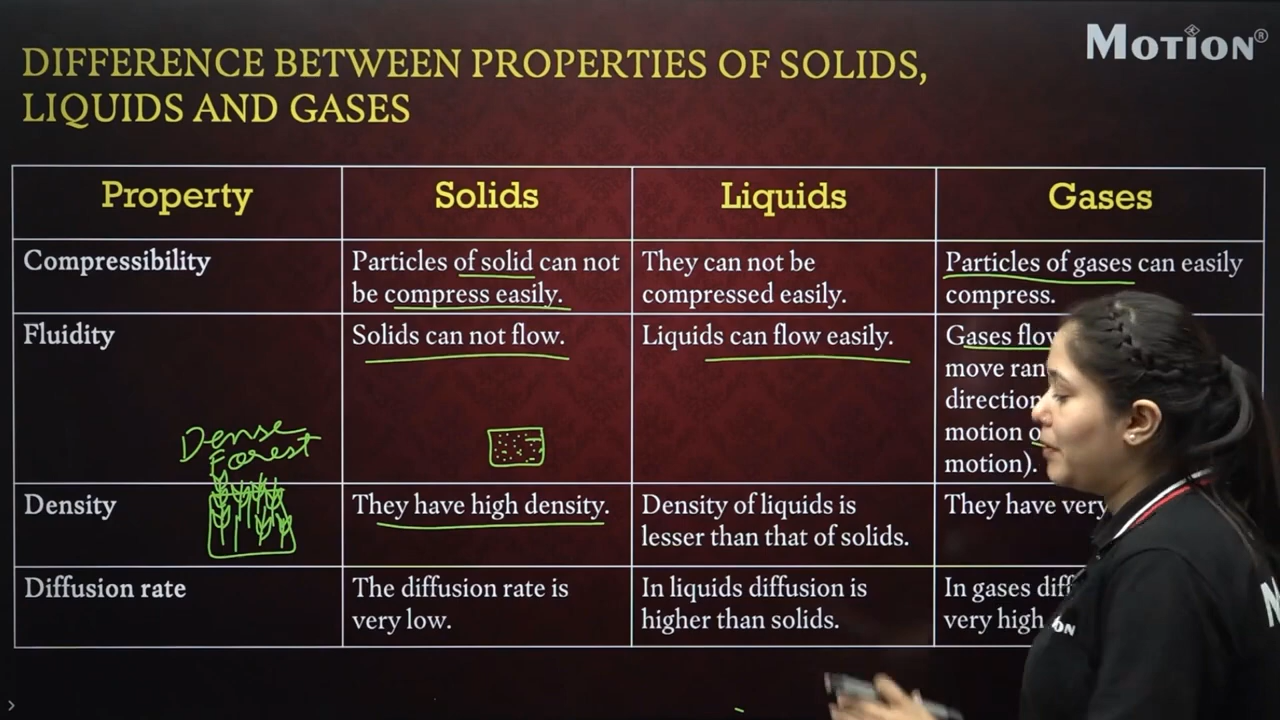 MOTION®
DIFFERENCE BETWEEN PROPERTIES OF SOLIDS,
LIQUIDS AND GASES
Property
Solids
Liquids
Gases
Compressibility
Particles of solid can not
be compress easily.
They can not be
compressed easily.
Particles of gases can easily
compress.
Fluidity
Solids can not flow.
Liquids can flow easily.
Gases flow
move ran
direction
motion o
motion).
Dense
Forest
Density
They have high density.
Density of liquids is
lesser than that of solids.
They have very
Diffusion rate
The diffusion rate is
very low.
In liquids diffusion is
higher than solids.
In gases diff
very high